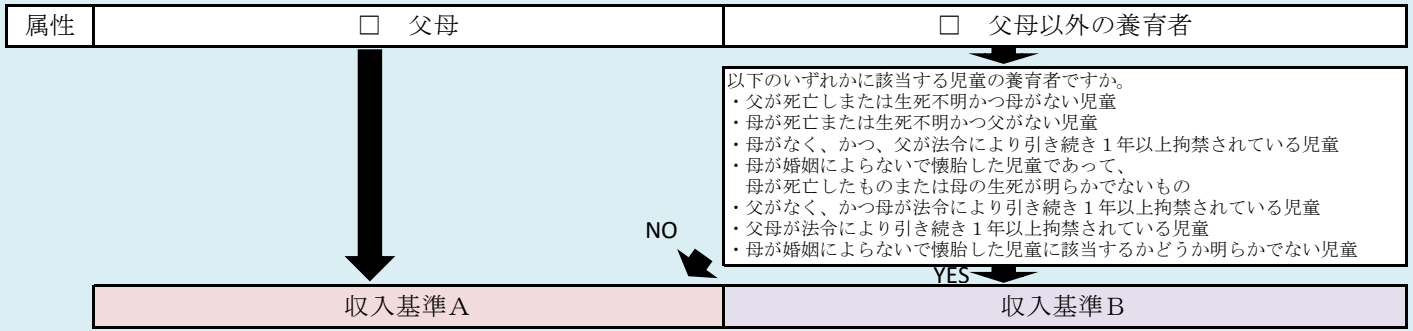 属性
□ 父母
□ 父母以外の養育者
以下のいずれかに該当する児童の養育者ですか。
・父が死亡しまたは生死不明かつ母がない児童
・母が死亡または生死不明かつ父がない児童
・母がなく、かつ、父が法令により引き続き１年以上拘禁されている児童
・母が婚姻によらないで懐胎した児童であって、
母が死亡したものまたは母の生死が明らかでないもの
・父がなく、かつ母が法令により引き続き１年以上拘禁されている児童
・父母が法令により引き続き１年以上拘禁されている児童
・母が婚姻によらないで懐胎した児童に該当するかどうか明らかでない児童
NO
YES
収入基準Ａ
収入基準Ｂ